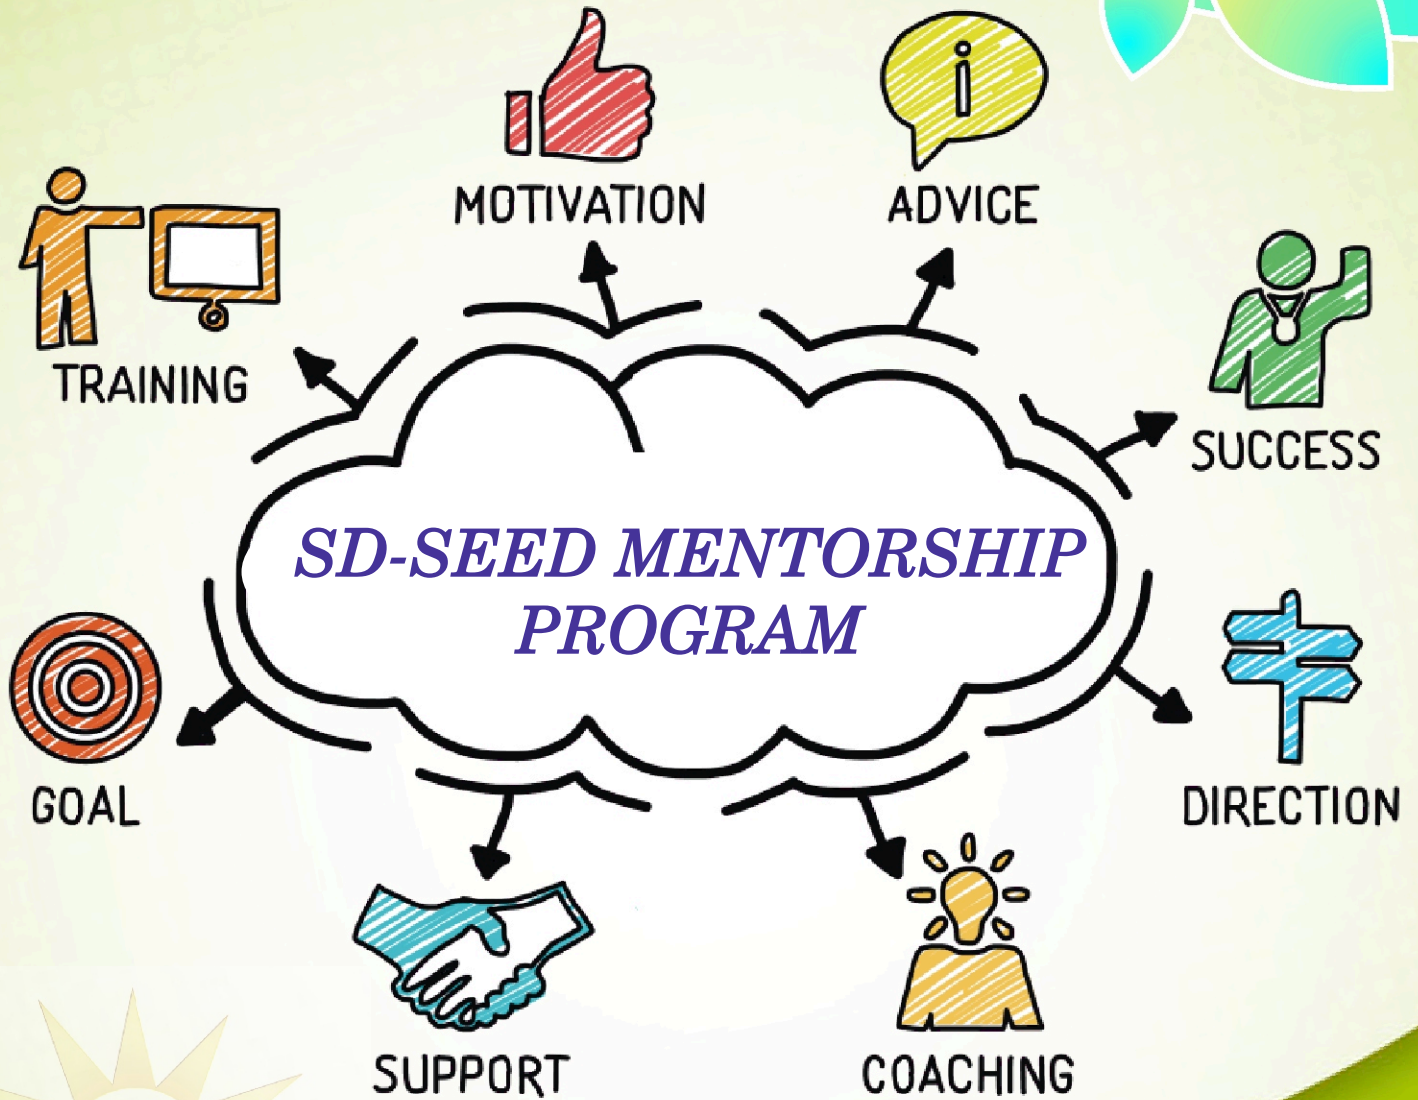 MOTIVATION
ADVICE
TRAINING
SUCCESS
SD-SEED MENTORSHIP
PROGRAM
GOAL
DIRECTION
SUPPORT
COACHING